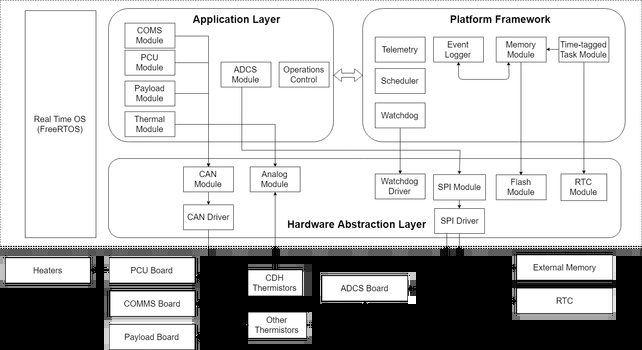 Application Layer
Platform Framework
COMS
Module
PCU
Module
Payload
Module
Thermal
Module
ADCS
Module
Operations
Control
Telemetry
Event
Logger
Memory
Module
Time-tagged
Task Module
Scheduler
Watchdog
Real Time OS
(FreeRTOS)
CAN
Module
Analog
Module
Watchdog
Driver
SPI Module
Flash
Module
RTC
Module
CAN Driver
SPI Driver
Hardware Abstraction Layer
Heaters
PCU Board
CDH
Thermistors
ADCS Board
External Memory
COMMS Board
RTC
Other
Thermistors
Payload Board